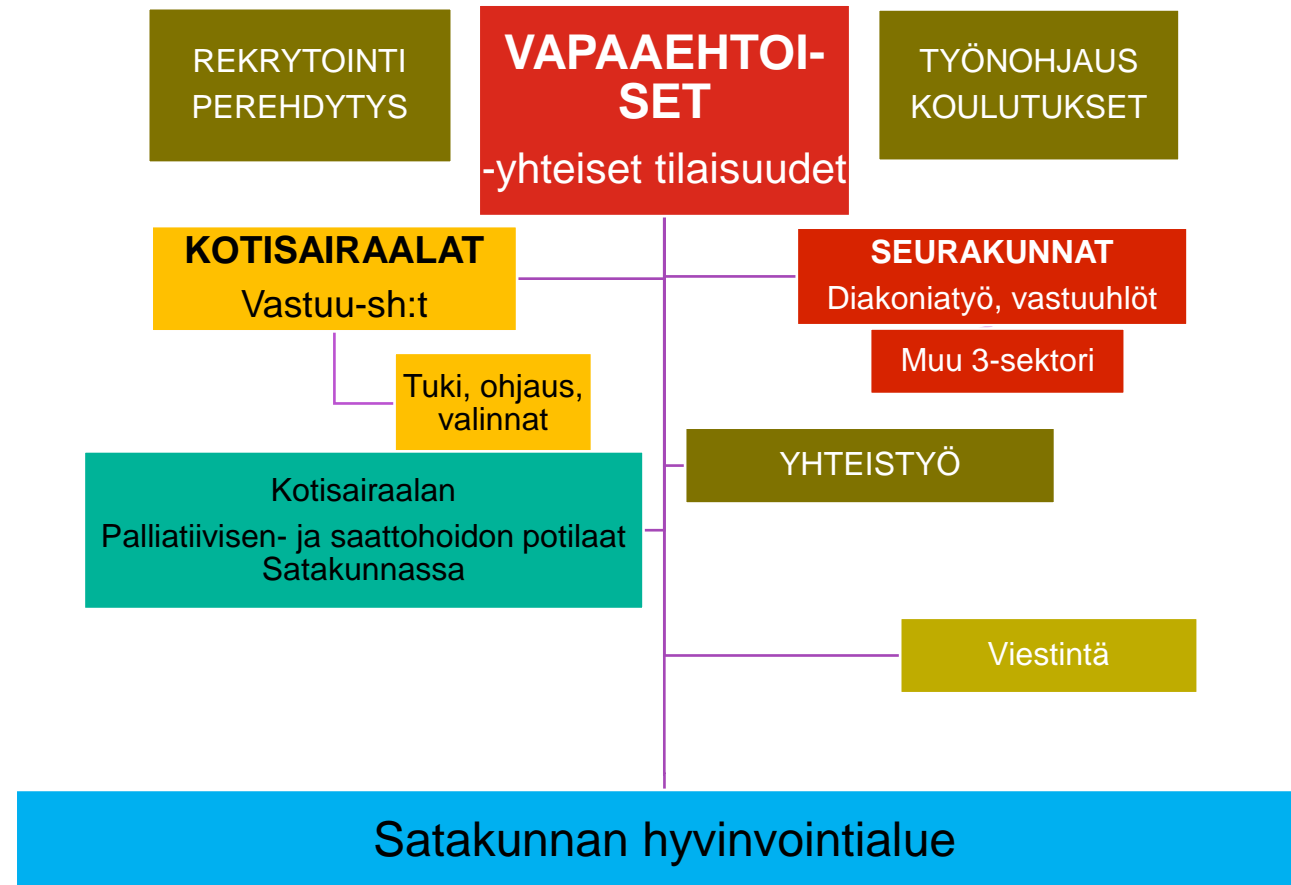 REKRYTOINTI
PEREHDYTYS
VAPAAEHTOI-
SET
-yhteiset tilaisuudet
TYÖNOHJAUS
KOULUTUKSET
KOTISAIRAALAT
Vastuu-sh:t
SEURAKUNNAT
Diakoniatyö, vastuuhlöt
Muu 3-sektori
Tuki, ohjaus,
valinnat
YHTEISTYÖ
Kotisairaalan
Palliatiivisen- ja saattohoidon potilaat
Satakunnassa
Viestintä
Satakunnan hyvinvointialue